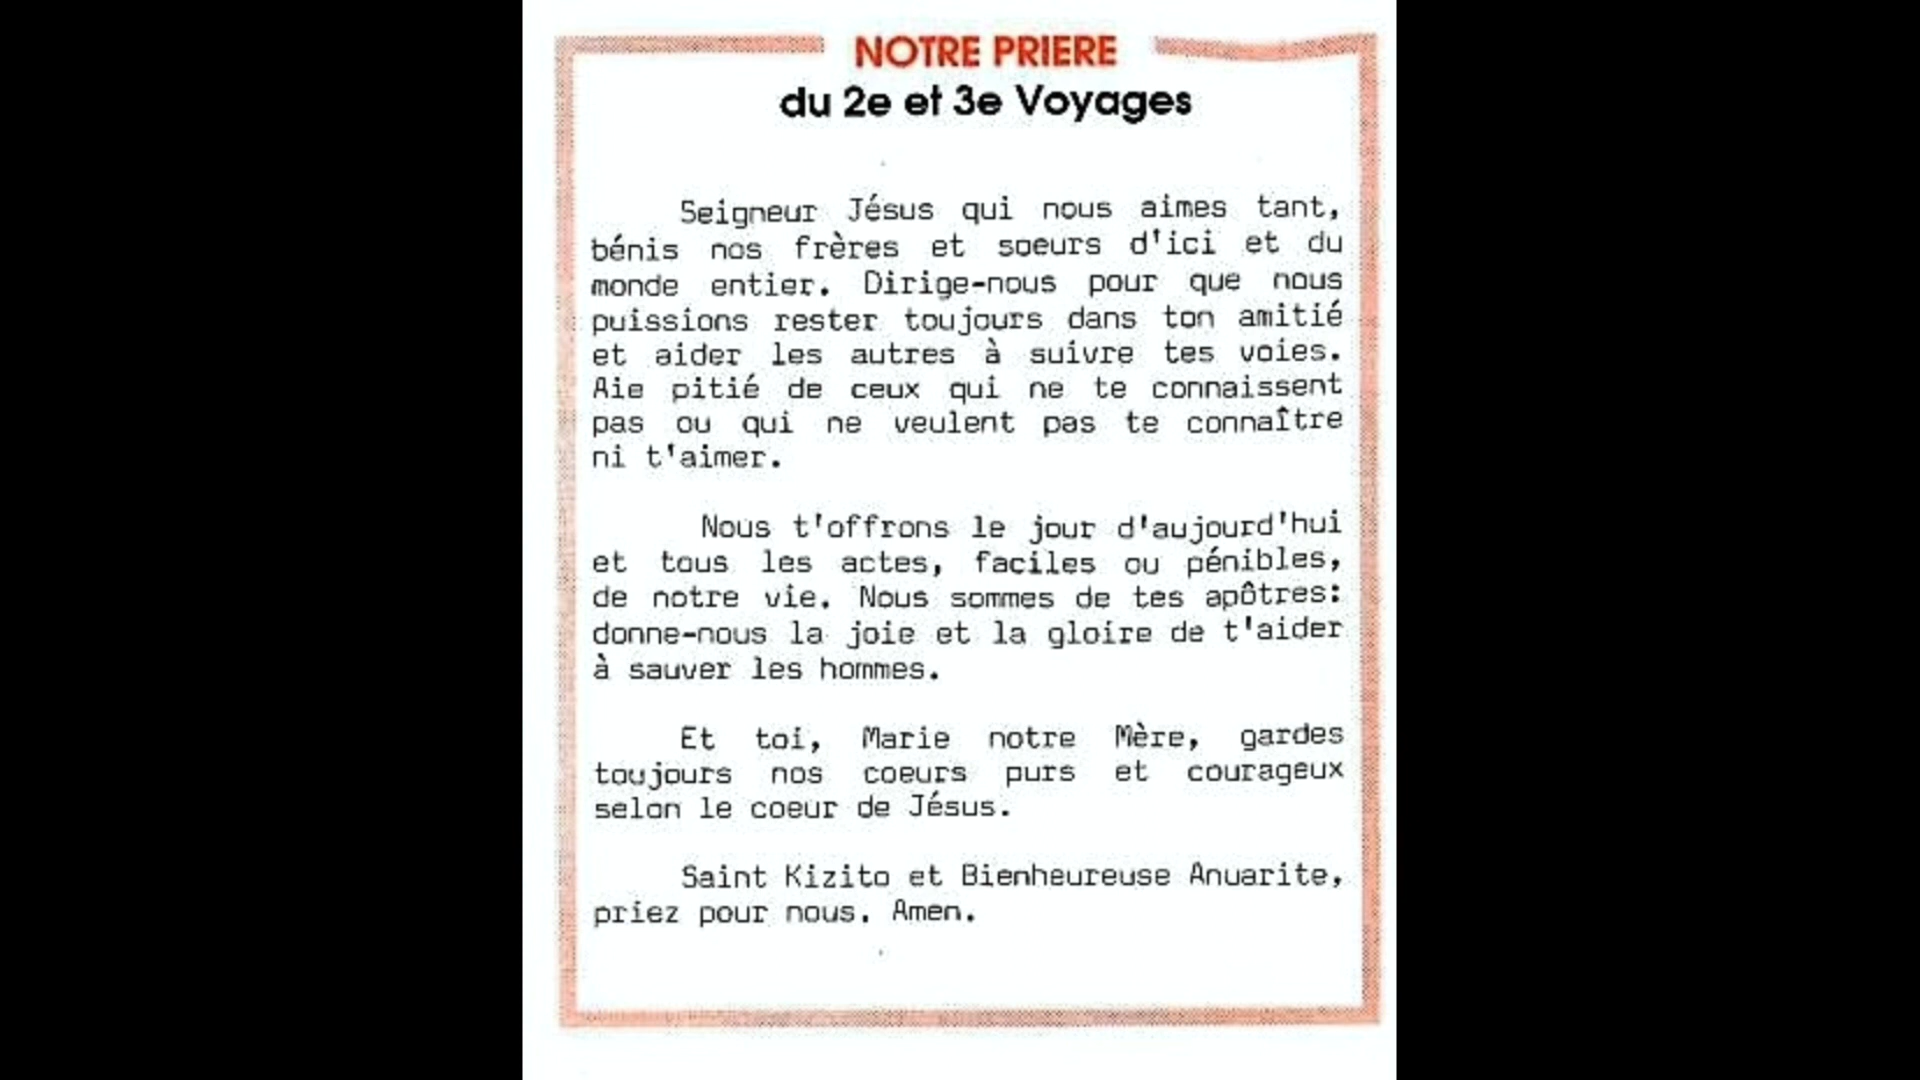 NOTRE PRIERE
du 2e et 3e Voyages
Seigneur Jésus qui nous aimes tant,
bénis nos frères et soeurs d'ici et du
monde entier. Dirige-nous pour que nous
puissions rester toujours dans ton amitié
et aider les autres à suivre tes voies.
Aie pitié de ceux qui ne te connaissent
pas ou qui ne veulent pas te connaître
ni t'aimer.
Nous t'offrons le jour d'aujourd'hui
et tous les actes, faciles ou pénibles,
de notre vie. Nous sommes de tes apôtres:
donne-nous la joie et la gloire de t'aider
à sauver les hommes.
Et toi, Marie notre Mère, gardes
toujours nos coeurs purs et courageux
selon le coeur de Jésus.
Saint Kizito et Bienheureuse Anuarite,
priez pour nous. Amen.